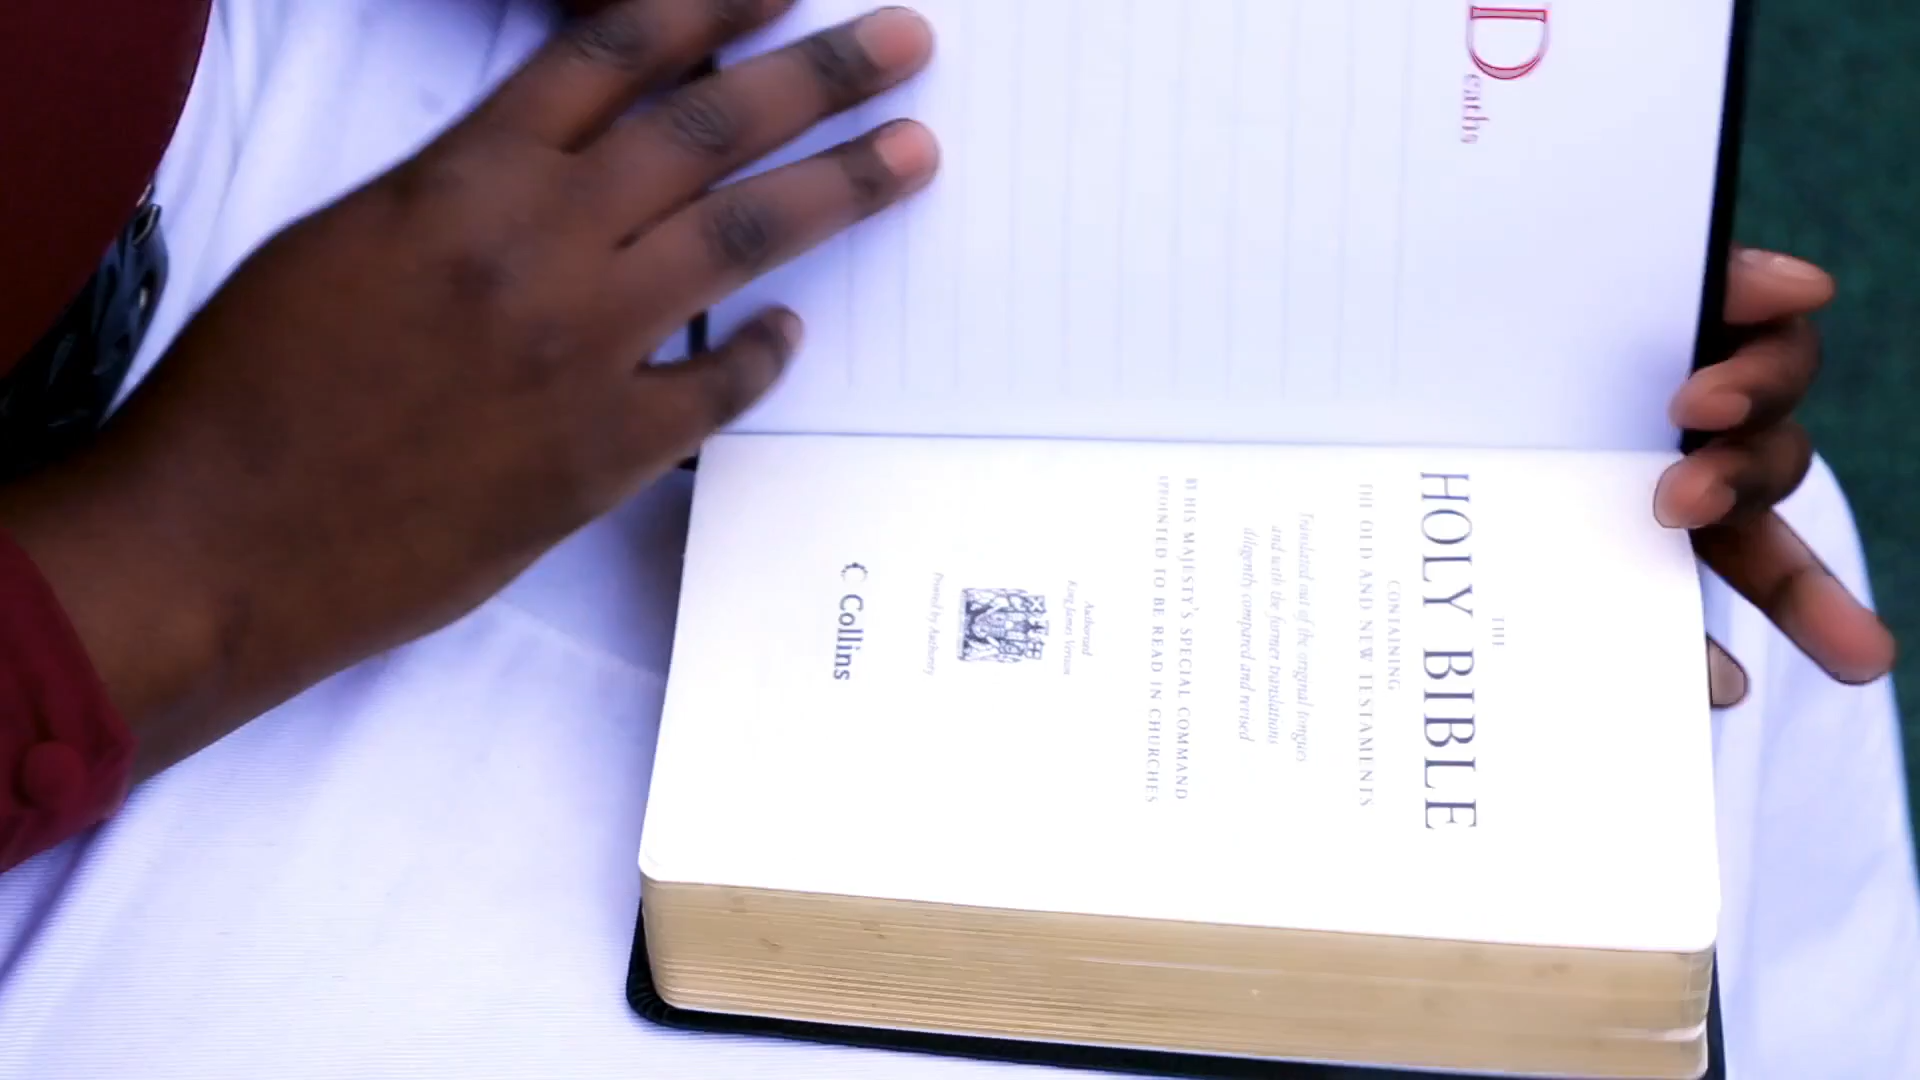 Deaths
THE
HOLY BIBLE
CONTAINING
THE OLD AND NEW TESTAMENTS
Translated out of the original tongues
and with the former translations
diligently compared and revised
BY HIS MAJESTY'S SPECIAL COMMAND
APPOINTED TO BE READ IN CHURCHES
Authorized
King James Version
Printed by Authority
Collins